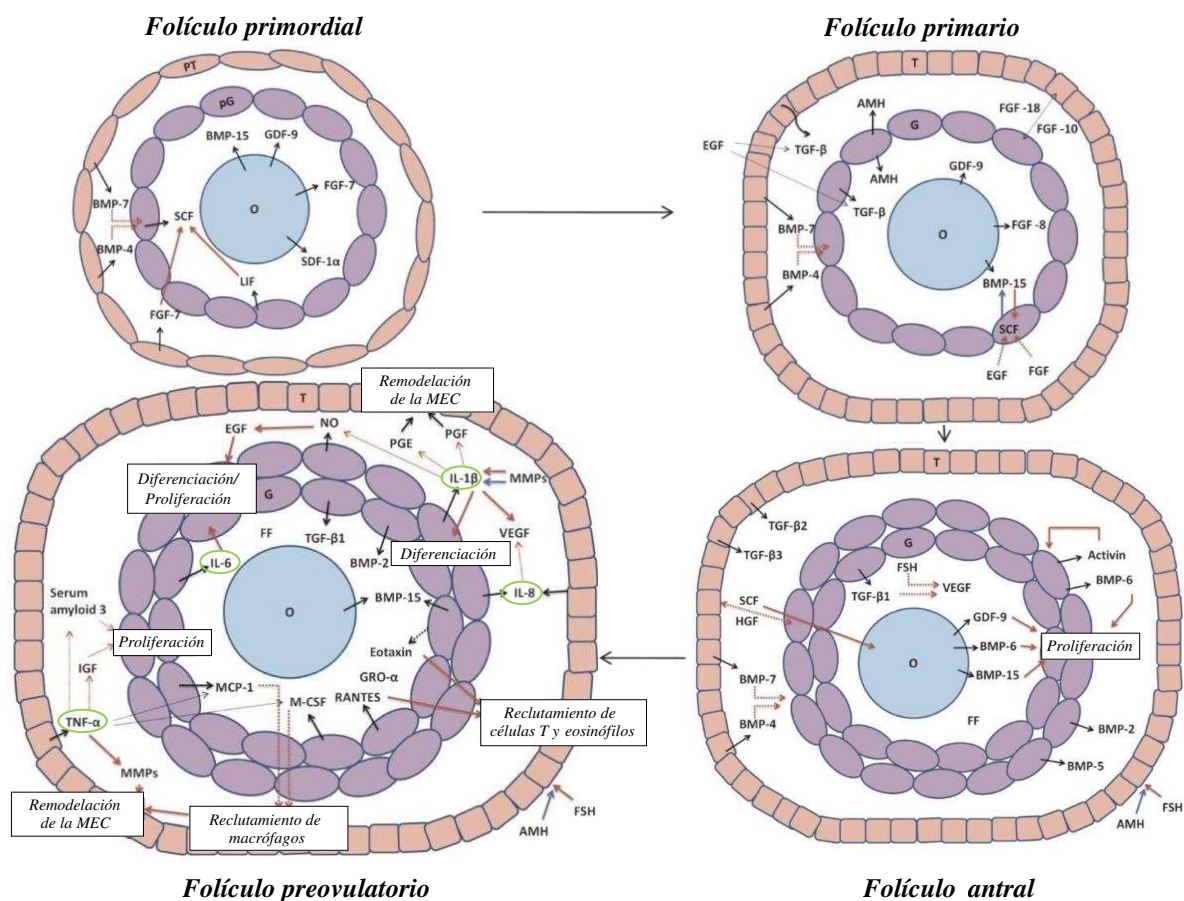 Folículo primordial
PT
pG
BMP-15
GDF-9
FGF-7
BMP-7
SCF
O
BMP-4
SDF-1α
LIF
FGF-7
Folículo primario
T
AMH
FGF -18
G
FGF -10
EGF
TGF-β
AMH
GDF-9
TGF-β
BMP-7
O
FGF -8
BMP-4
BMP-15
SCF
EGF
FGF
Remodelación
de la MEC
T
EGF
NO
PGE
PGF
Diferenciación/
Proliferación
IL-1β
MMPs
G
FF
TGF-β1
VEGF
Diferenciación
BMP-2
IL-6
IL-8
Serum
amyloid 3
O
BMP-15
Proliferación
Eotaxin
IGF
GRO-α
MCP-1
RANTES
M-CSF
TNF-α
Reclutamiento de
células T y eosinófilos
MMPs
Remodelación
de la MEC
Reclutamiento de
macrófagos
FSH
AMH
Folículo preovulatorio
T
TGF-β2
G
TGF-β3
Activin
FSH
BMP-6
TGF-β1
VEGF
SCF
GDF-9
HGF
Proliferación
BMP-6
O
BMP-15
BMP-7
FF
BMP-4
BMP-2
BMP-5
FSH
AMH
Folículo antral